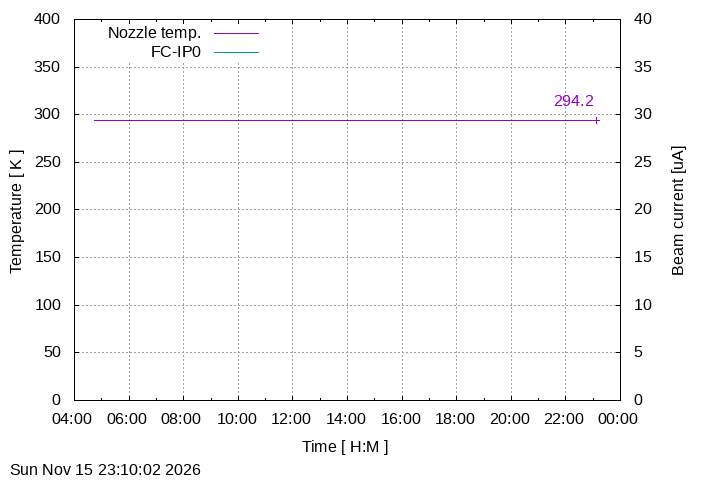 Nozzle temp.
FC-IP0
294.2
400
350
300
250
200
150
100
50
0
Temperature [ K ]
40
35
30
25
20
15
10
5
0
Beam current [uA]
04:00 06:00 08:00 10:00 12:00 14:00 16:00 18:00 20:00 22:00 00:00
Time [ H:M ]
Sun Nov 15 23:10:02 2026